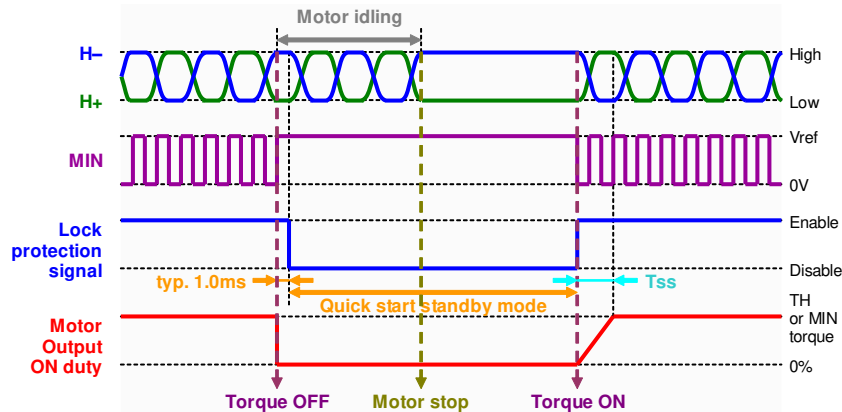 Motor idling
H–
High
H+
Low
MIN
Vref
0V
Lock
protection
signal
Enable
Disable
typ. 1.0ms
Tss
Quick start standby mode
Motor
Output
ON duty
TH
or MIN
torque
0%
Torque OFF
Motor stop
Torque ON